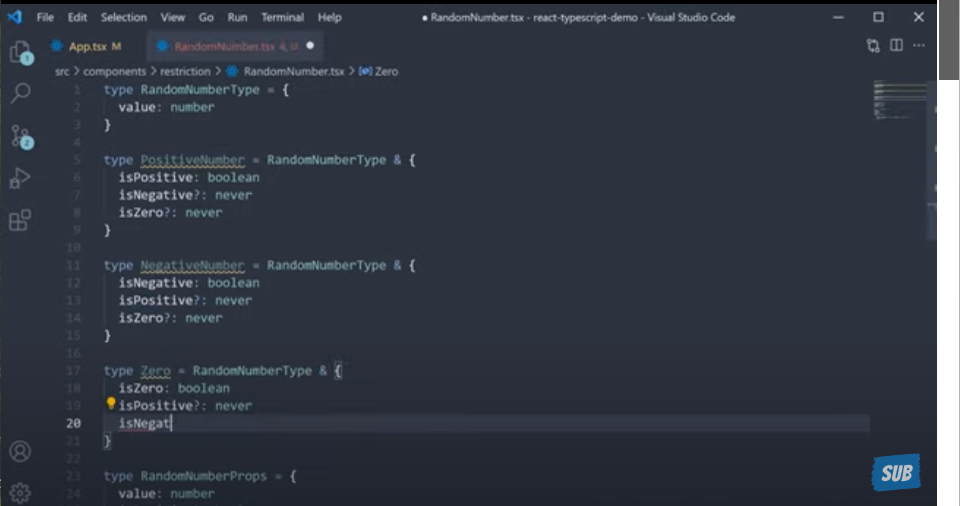 File Edit Selection View Go Run Terminal Help ● RandomNumber.tsx - react-typescript-demo - Visual Studio Code
App.tsx M RandomNumber.tsx 4, U ●
src > components > restriction > RandomNumber.tsx > Zero
1 type RandomNumberType = {
2 value: number
3 }
4
5 type PositiveNumber = RandomNumberType & {
6 isPositive: boolean
7 isNegative?: never
8 isZero?: never
9 }
10
11 type NegativeNumber = RandomNumberType & {
12 isNegative: boolean
13 isPositive?: never
14 isZero?: never
15 }
16
17 type Zero = RandomNumberType & {
18 isZero: boolean
19 isPositive?: never
20 isNegat
21 }
22
23 type RandomNumberProps = {
24 value: number
1
2
SUB